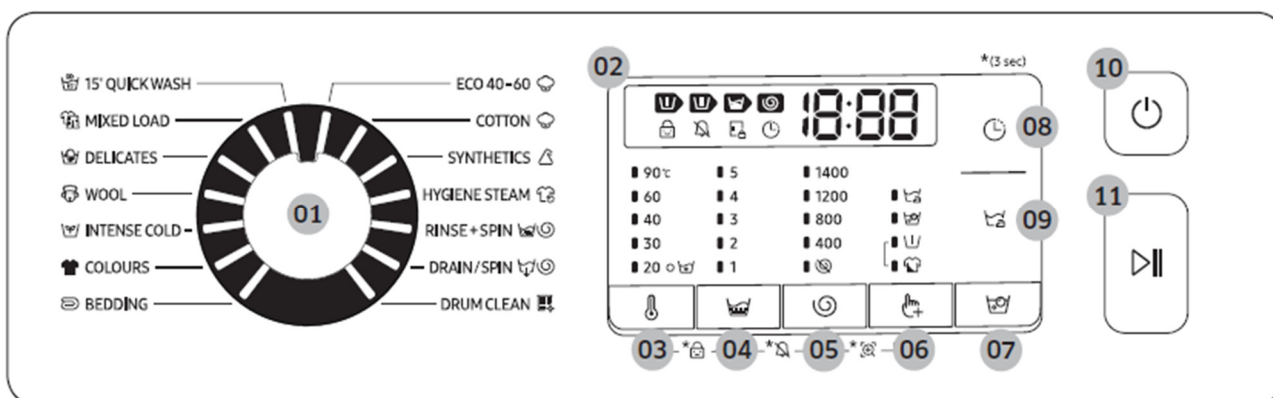 15' QUICK WASH
MIXED LOAD
DELICATES
WOOL
INTENSE COLD
COLOURS
BEDDING
01
ECO 40-60
COTTON
SYNTHETICS
HYGIENE STEAM
RINSE+SPIN
DRAIN/SPIN
DRUM CLEAN
02
18:88
*(3 sec)
90℃ 5 1400
60 4 1200
40 3 800
30 2 400
20 1
03 * 04 * 05 * 06 07
08
09
10
11